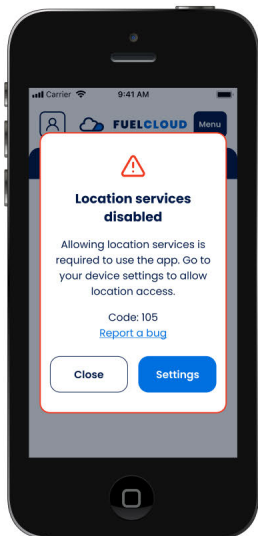 Carrier 9:41 AM
FUELCLOUD Menu
Location services
disabled
Allowing location services is
required to use the app. Go to
your device settings to allow
location access.
Code: 105
Report a bug
Close Settings